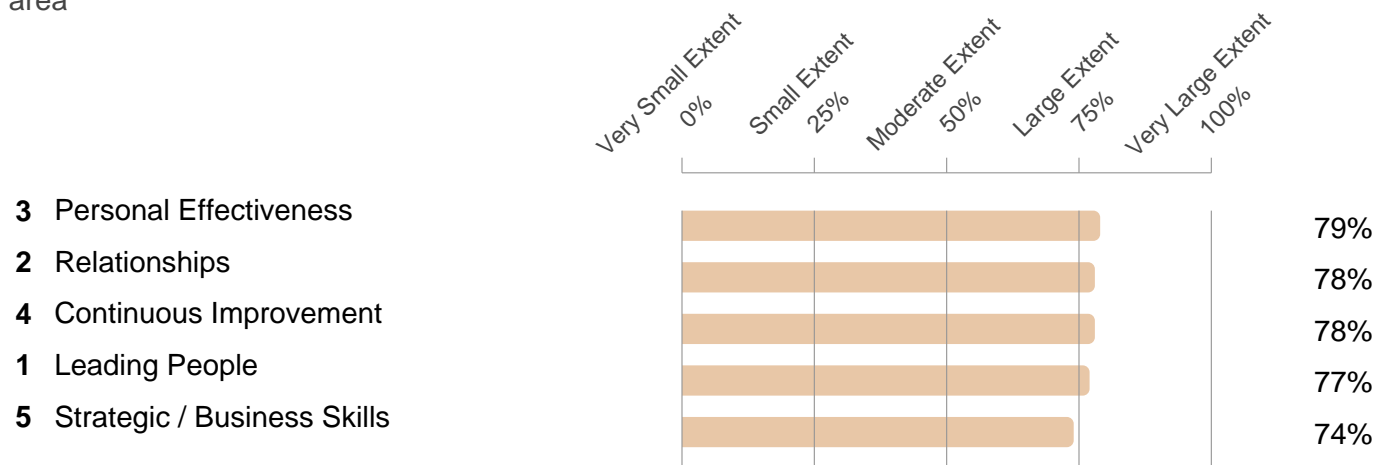 area
Very Small Extent
0%
Small Extent
25%
Moderate Extent
50%
Large Extent
75%
Very Large Extent
100%
3 Personal Effectiveness 79%
2 Relationships 78%
4 Continuous Improvement 78%
1 Leading People 77%
5 Strategic / Business Skills 74%